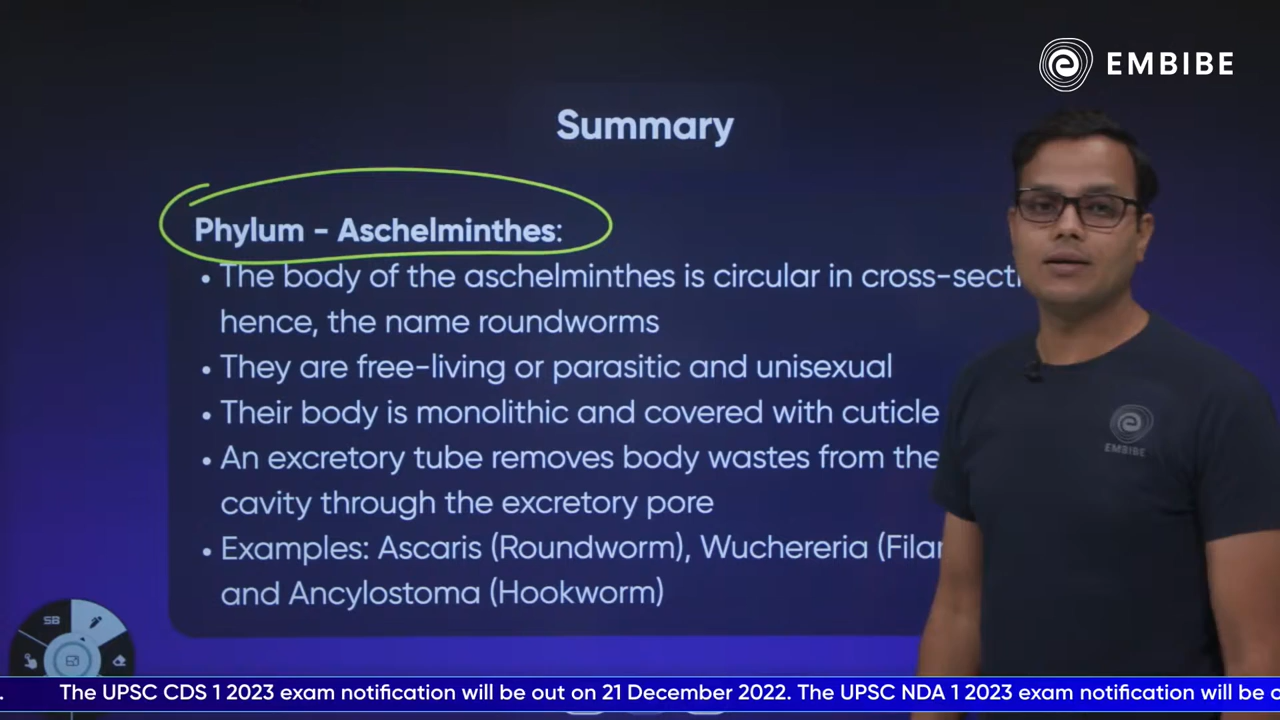 EMBIBE
Summary
Phylum - Aschelminthes:
• The body of the aschelminthes is circular in cross-secti
hence, the name roundworms
• They are free-living or parasitic and unisexual
• Their body is monolithic and covered with cuticle
• An excretory tube removes body wastes from the
cavity through the excretory pore
• Examples: Ascaris (Roundworm), Wuchereria (Filar
and Ancylostoma (Hookworm)
EMBIBE
SB
. The UPSC CDS 1 2023 exam notification will be out on 21 December 2022. The UPSC NDA 1 2023 exam notification will be o